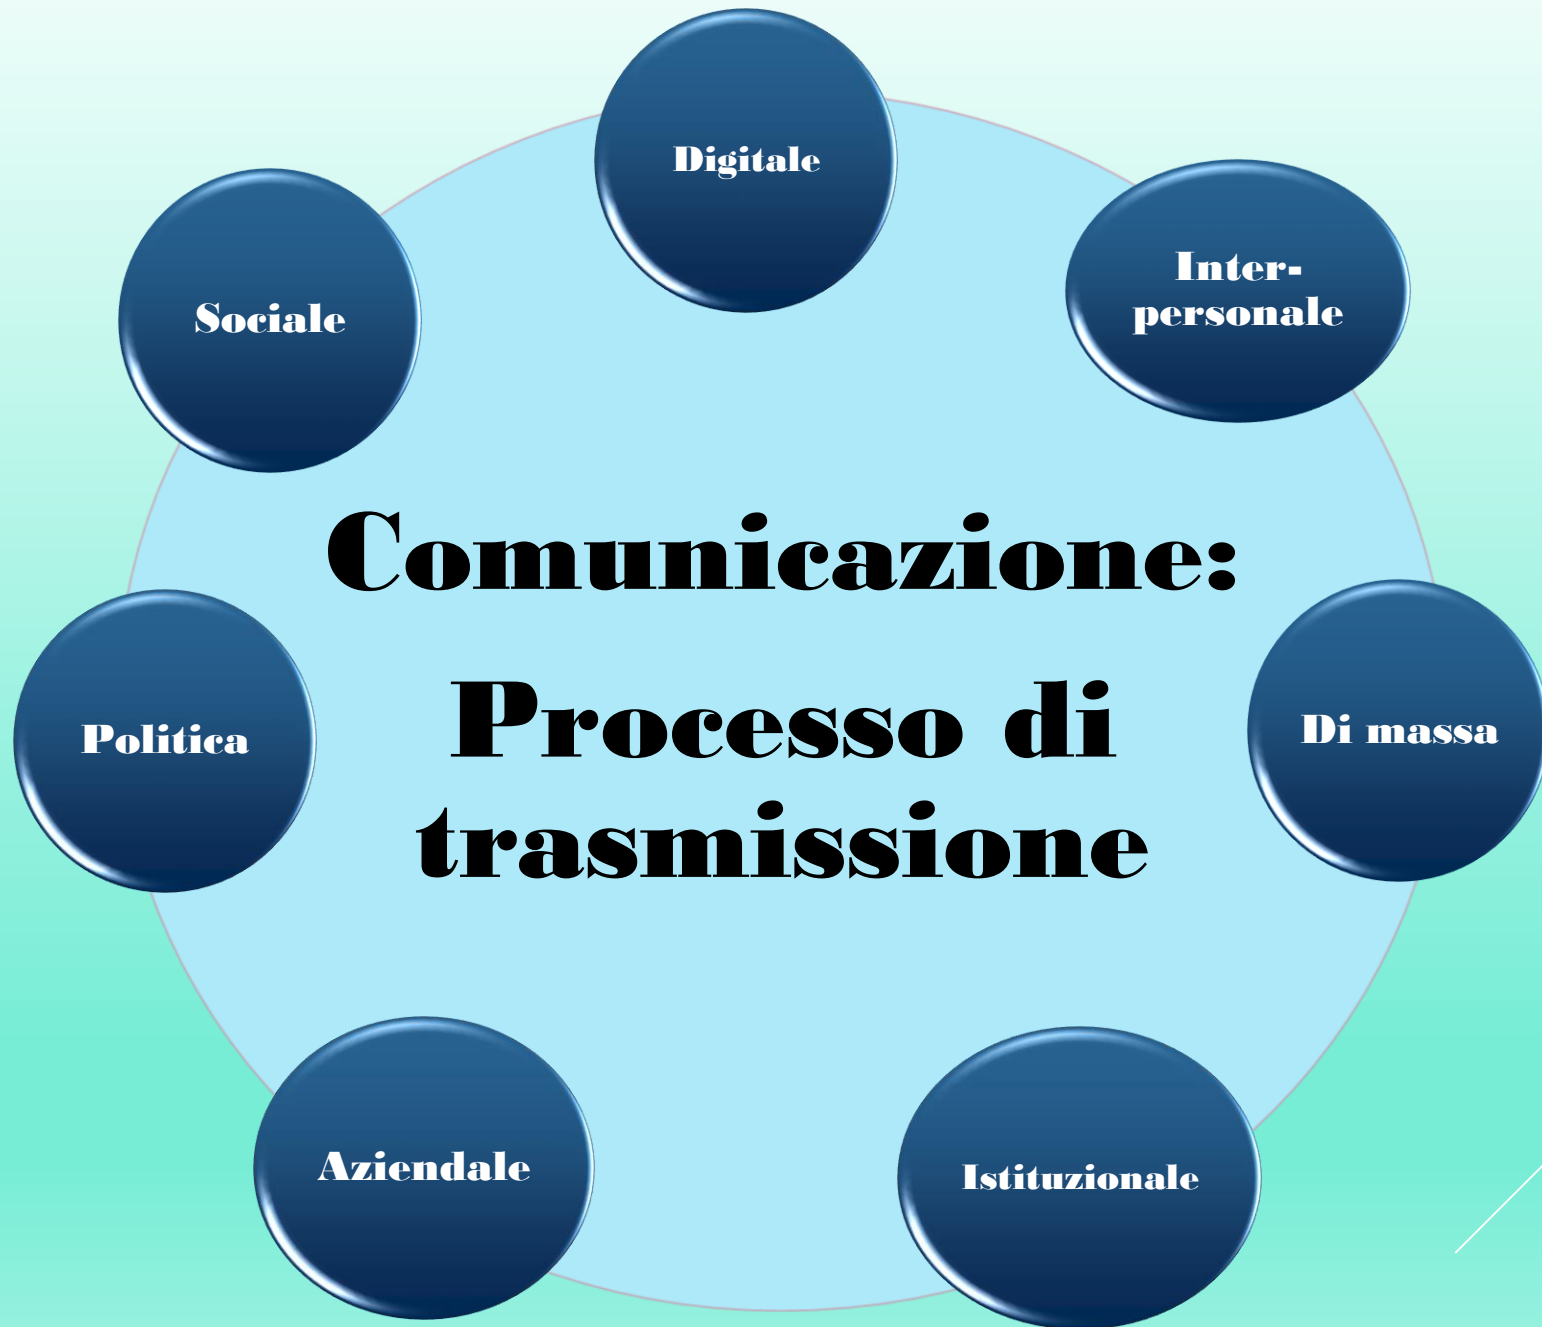 Digitale
Sociale
Inter-
personale
Comunicazione:
Processo di
trasmissione
Politica
Di massa
Aziendale
Istituzionale